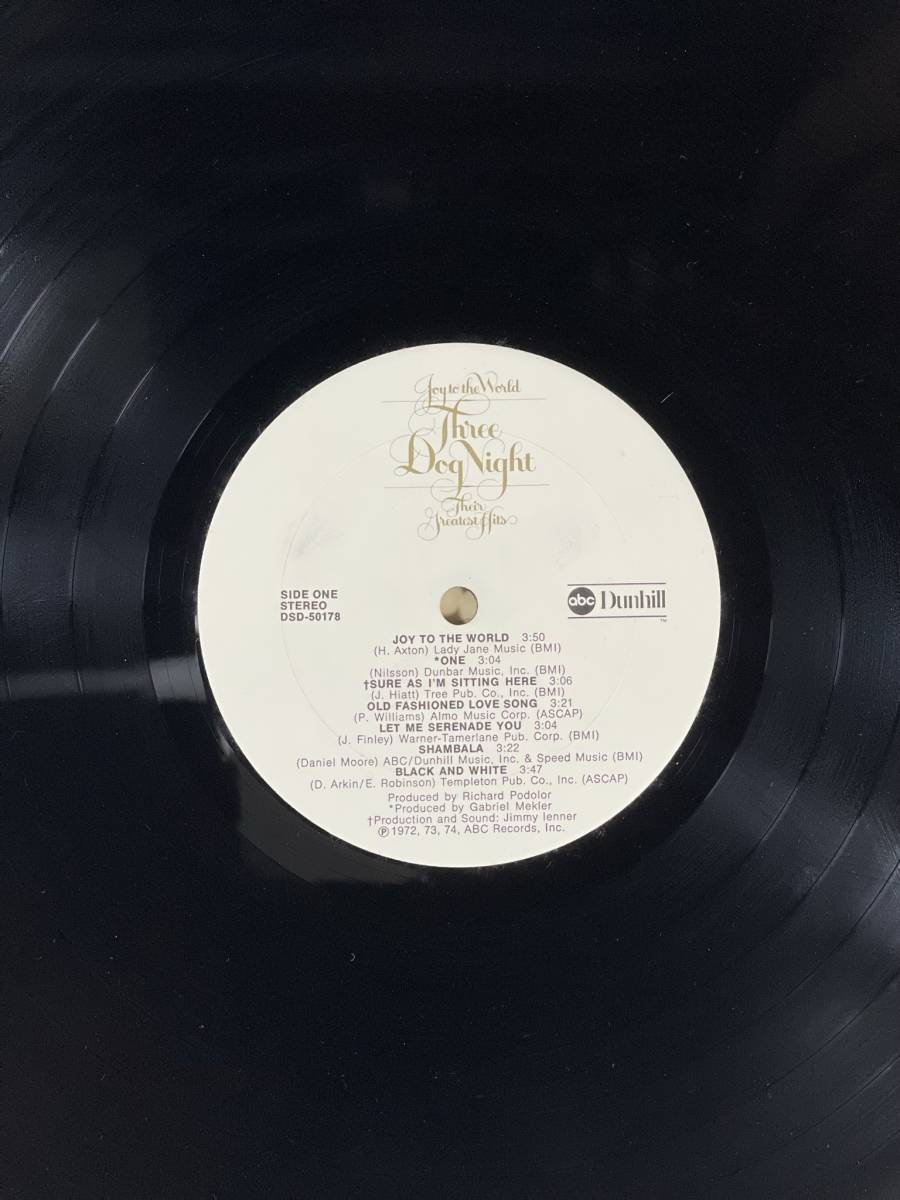 Joy to the World
Three
Dog Night
Their
Greatest Hits
SIDE ONE
STEREO
DSD-50178
abc Dunhill
TM
JOY TO THE WORLD 3:50
(H. Axton) Lady Jane Music (BMI)
*ONE 3:04
(Nilsson) Dunbar Music, Inc. (BMI)
†SURE AS I'M SITTING HERE 3:06
(J. Hiatt) Tree Pub. Co., Inc. (BMI)
OLD FASHIONED LOVE SONG 3:21
(P. Williams) Almo Music Corp. (ASCAP)
LET ME SERENADE YOU 3:04
(J. Finley) Warner-Tamerlane Pub. Corp. (BMI)
SHAMBALA 3:22
(Daniel Moore) ABC/Dunhill Music, Inc. & Speed Music (BMI)
BLACK AND WHITE 3:47
(D. Arkin/E. Robinson) Templeton Pub. Co., Inc. (ASCAP)
Produced by Richard Podolor
*Produced by Gabriel Mekler
†Production and Sound: Jimmy Ienner
℗ 1972, 73, 74, ABC Records, Inc.